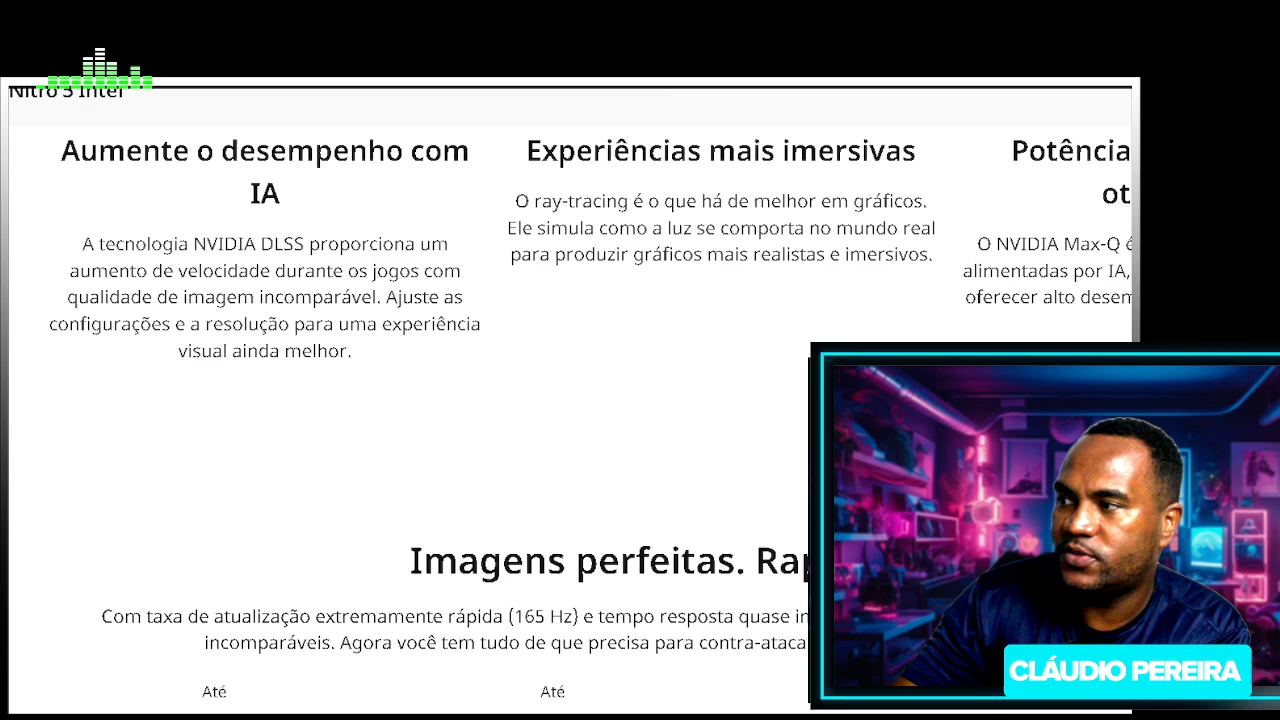 Nitro 5 Intel
Aumente o desempenho com
IA
A tecnologia NVIDIA DLSS proporciona um
aumento de velocidade durante os jogos com
qualidade de imagem incomparável. Ajuste as
configurações e a resolução para uma experiência
visual ainda melhor.
Experiências mais imersivas
O ray-tracing é o que há de melhor em gráficos.
Ele simula como a luz se comporta no mundo real
para produzir gráficos mais realistas e imersivos.
Potência
ot
O NVIDIA Max-Q é
alimentadas por IA,
oferecer alto desem
Imagens perfeitas. Rap
Com taxa de atualização extremamente rápida (165 Hz) e tempo resposta quase in
incomparáveis. Agora você tem tudo de que precisa para contra-ataca
Até
Até
CLÁUDIO PEREIRA